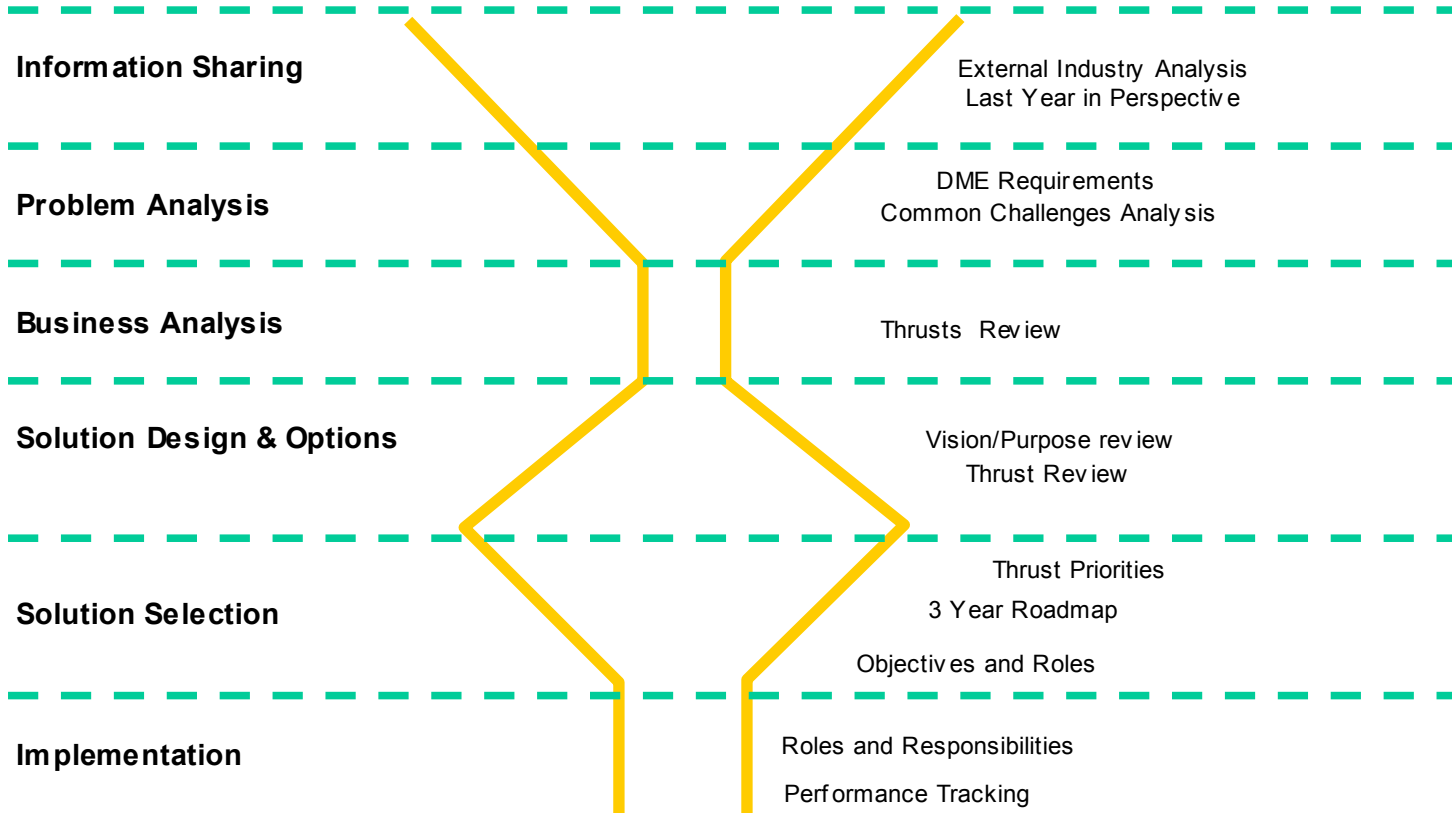 Information Sharing
External Industry Analysis
Last Year in Perspective
Problem Analysis
DME Requirements
Common Challenges Analysis
Business Analysis
Thrusts Review
Solution Design & Options
Vision/Purpose review
Thrust Review
Solution Selection
Thrust Priorities
3 Year Roadmap
Objectives and Roles
Implementation
Roles and Responsibilities
Performance Tracking